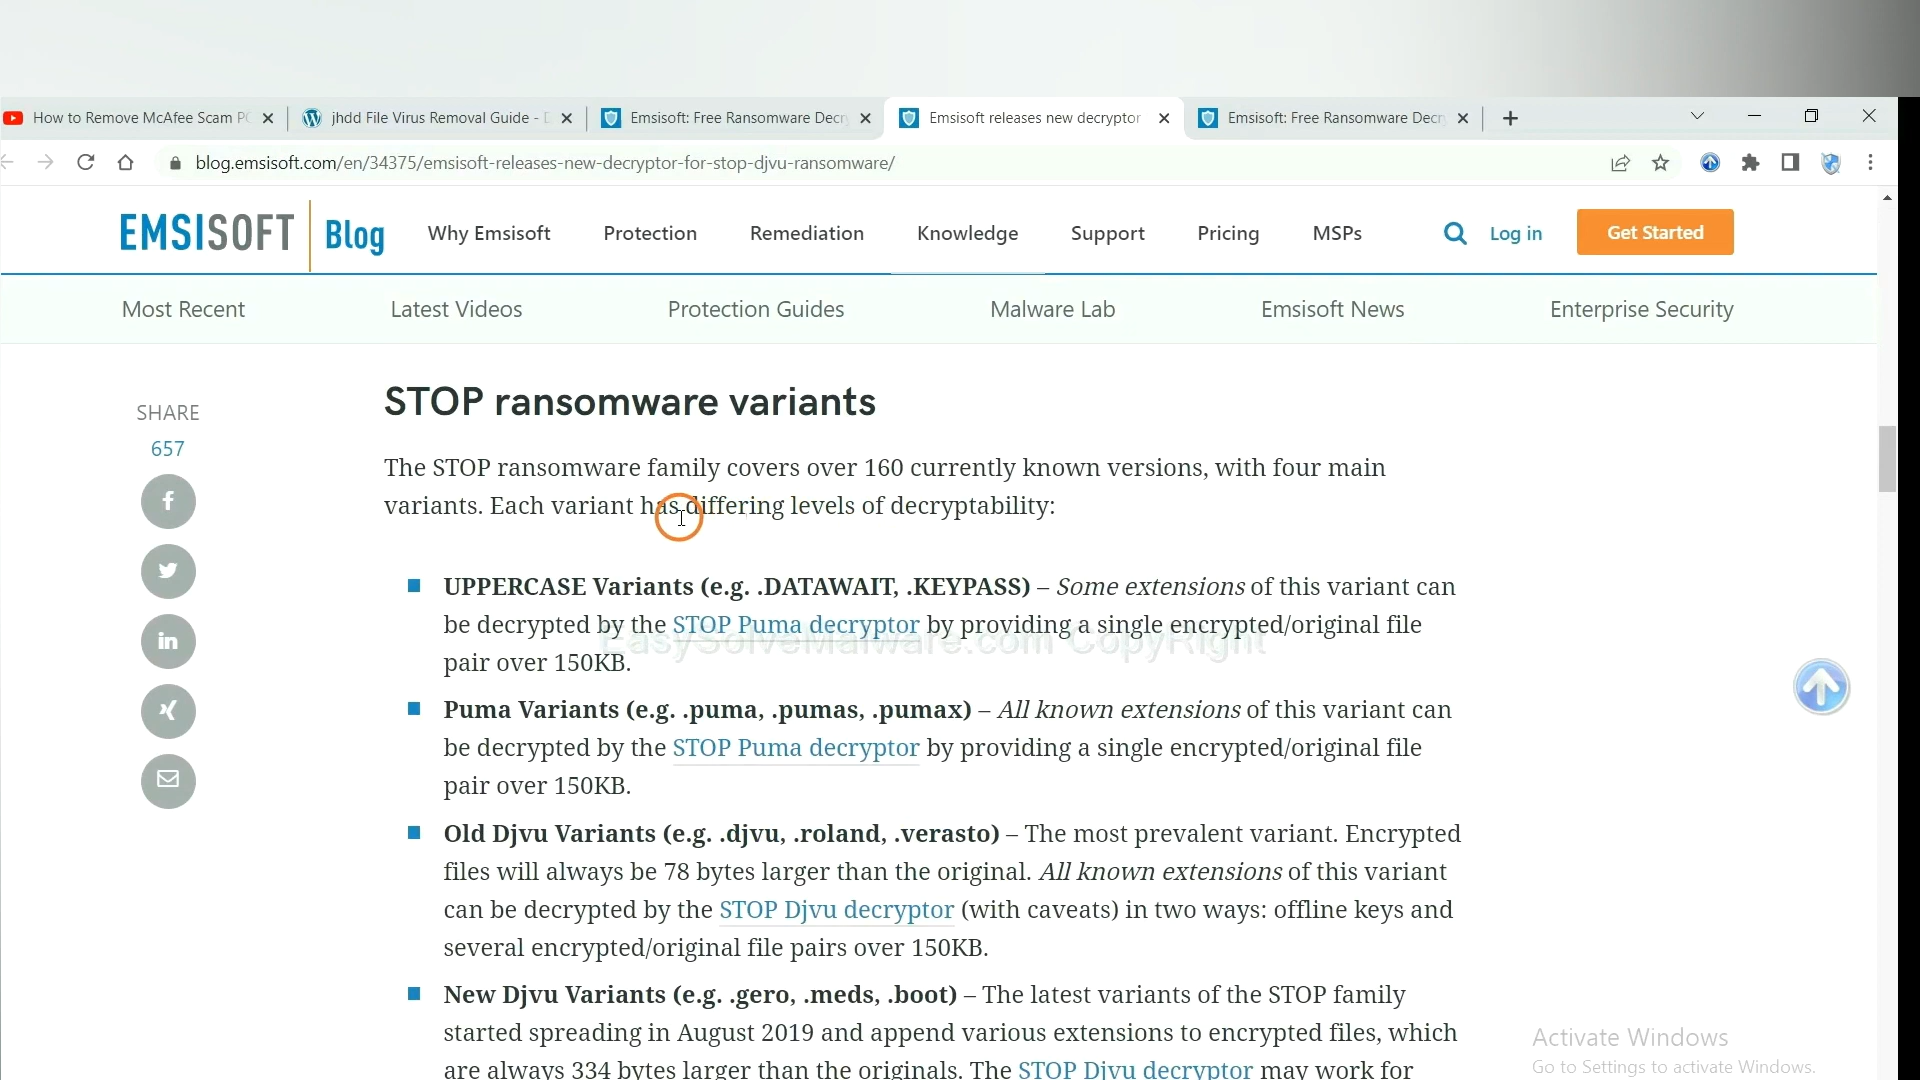 How to Remove McAfee Scam PC
jhdd File Virus Removal Guide - D
Emsisoft: Free Ransomware Decry
Emsisoft releases new decryptor
Emsisoft: Free Ransomware Decry
blog.emsisoft.com/en/34375/emsisoft-releases-new-decryptor-for-stop-djvu-ransomware/
EMSISOFT Blog Why Emsisoft Protection Remediation Knowledge Support Pricing MSPs Log in Get Started
Most Recent Latest Videos Protection Guides Malware Lab Emsisoft News Enterprise Security
STOP ransomware variants
SHARE
657
The STOP ransomware family covers over 160 currently known versions, with four main
variants. Each variant has differing levels of decryptability:
UPPERCASE Variants (e.g. .DATAWAIT, .KEYPASS) – Some extensions of this variant can
be decrypted by the STOP Puma decryptor by providing a single encrypted/original file
EasySolveMalware.com CopyRight
pair over 150KB.
Puma Variants (e.g. .puma, .pumas, .pumax) – All known extensions of this variant can
be decrypted by the STOP Puma decryptor by providing a single encrypted/original file
pair over 150KB.
Old Djvu Variants (e.g. .djvu, .roland, .verasto) – The most prevalent variant. Encrypted
files will always be 78 bytes larger than the original. All known extensions of this variant
can be decrypted by the STOP Djvu decryptor (with caveats) in two ways: offline keys and
several encrypted/original file pairs over 150KB.
New Djvu Variants (e.g. .gero, .meds, .boot) – The latest variants of the STOP family
started spreading in August 2019 and append various extensions to encrypted files, which
are always 334 bytes larger than the originals. The STOP Djvu decryptor may work for
Activate Windows
Go to Settings to activate Windows.